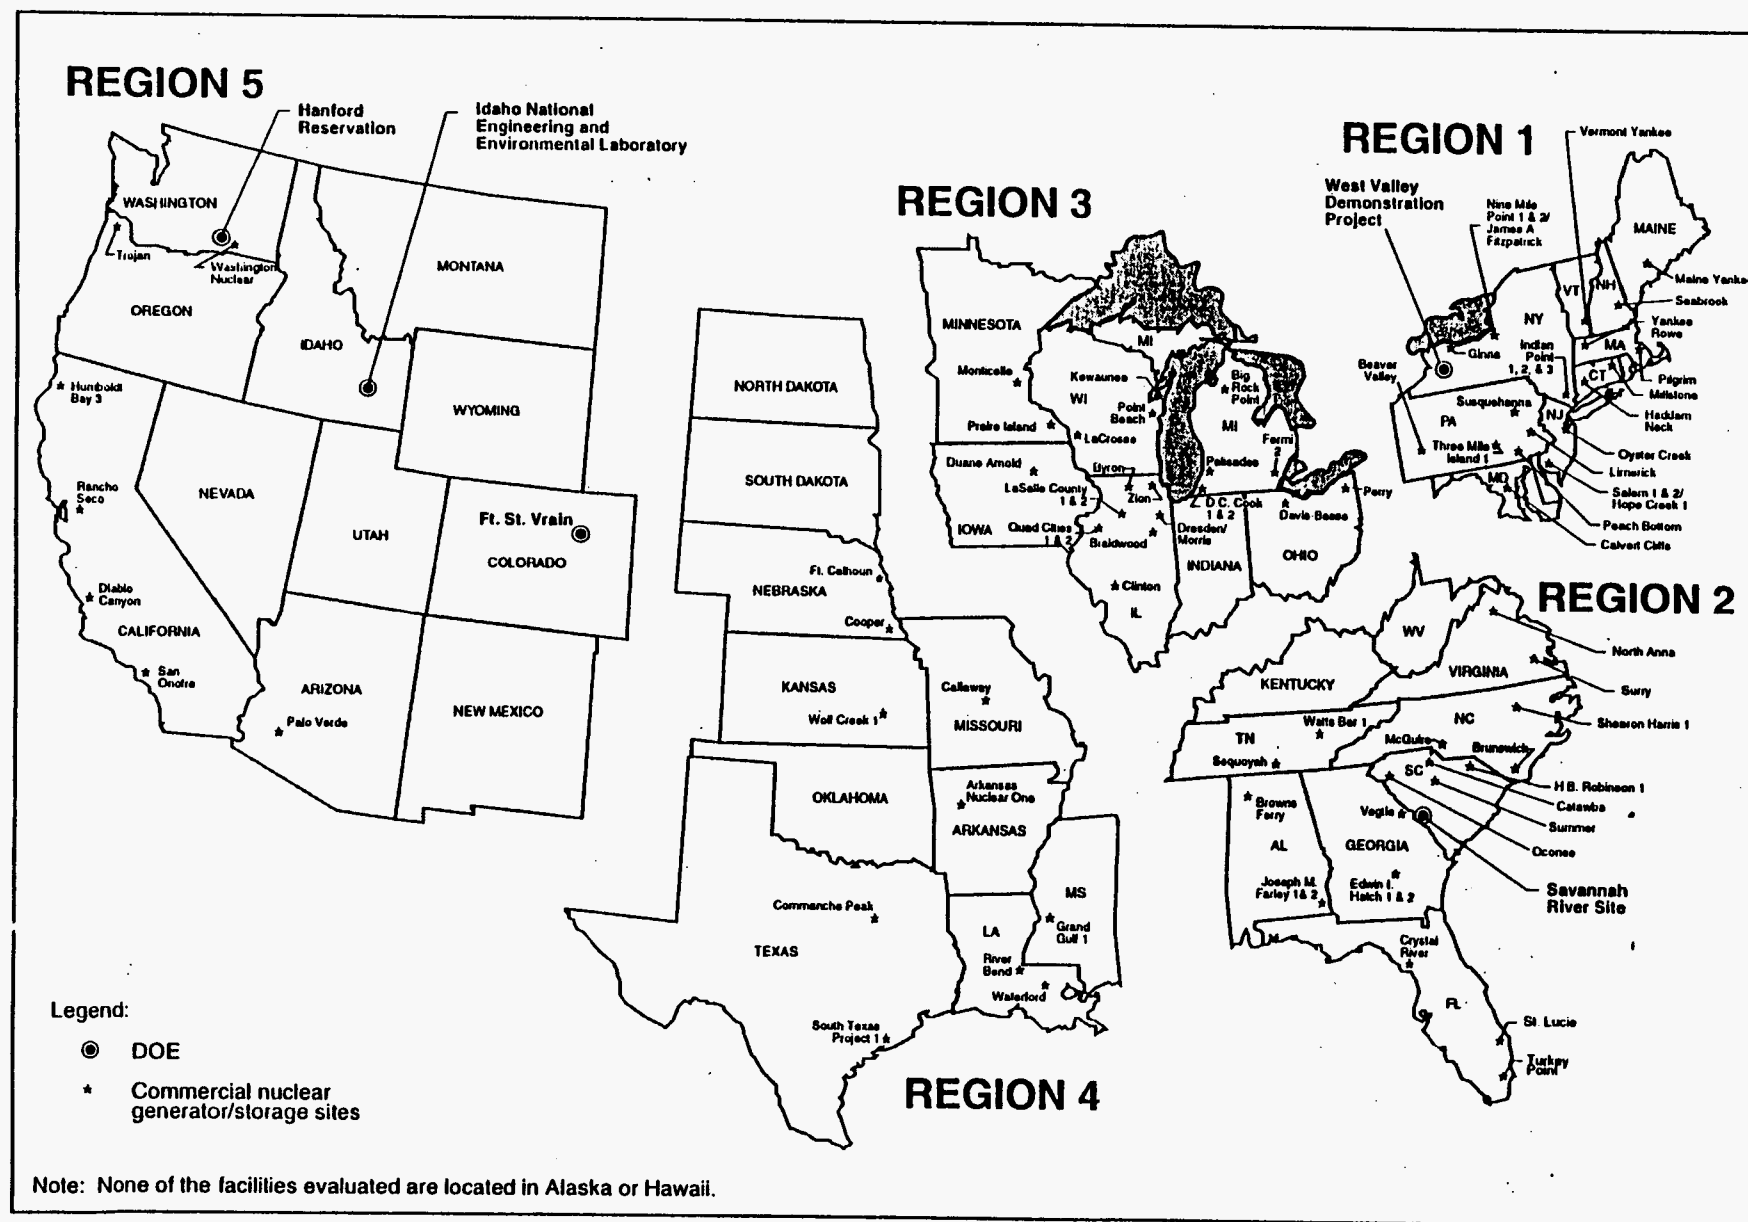 REGION 5
Hanford
Reservation
Idaho National
Engineering and
Environmental Laboratory
WASHINGTON
Trojan
Washington
Nuclear
MONTANA
OREGON
IDAHO
Humboldt
Bay 3
WYOMING
Rancho
Seco
NEVADA
UTAH
Ft. St. Vrain
COLORADO
Diablo
Canyon
CALIFORNIA
San
Onofre
ARIZONA
Palo Verde
NEW MEXICO
REGION 3
MINNESOTA
MI
Monticello
Kewaunee
WI
Point
Beach
Big
Rock
Point
MI
Fermi
2
Prairie Island
LaCrosse
Duane Arnold
Byron
Palisades
LaSalle County
1 & 2
Zion
D.C. Cook
1 & 2
Perry
Davis-Besse
IOWA
Quad Cities
1 & 2
Braidwood
Dresden/
Morris
INDIANA
OHIO
Clinton
IL
REGION 1
Vermont Yankee
West Valley
Demonstration
Project
Nine Mile
Point 1 & 2/
James A
Fitzpatrick
MAINE
Maine Yankee
VT
NH
Seabrook
NY
Yankee
Rowe
Ginna
Indian
Point
1, 2, & 3
MA
CT
Pilgrim
Millstone
Beaver
Valley
Susquehanna
NJ
Haddam
Neck
PA
Three Mile
Island 1
Oyster Creek
Limerick
MD
Salem 1 & 2/
Hope Creek 1
Peach Bottom
Calvert Cliffs
REGION 2
WV
North Anna
VIRGINIA
Surry
KENTUCKY
NC
Shearon Harris 1
Watts Bar 1
TN
McGuire
Brunswick
Sequoyah
SC
H.B. Robinson 1
Catawba
Browns
Ferry
Vogtle
Summer
AL
GEORGIA
Oconee
Joseph M.
Farley 1& 2
Edwin I.
Hatch 1 & 2
Savannah
River Site
Crystal
River
FL
St. Lucie
Turkey
Point
NORTH DAKOTA
SOUTH DAKOTA
Ft. Calhoun
NEBRASKA
Cooper
KANSAS
Wolf Creek 1
Callaway
MISSOURI
OKLAHOMA
Arkansas
Nuclear One
ARKANSAS
Commanche Peak
TEXAS
LA
MS
Grand
Gulf 1
River
Bend
Waterford
South Texas
Project 1
REGION 4
Legend:
DOE
Commercial nuclear
generator/storage sites
Note: None of the facilities evaluated are located in Alaska or Hawaii.